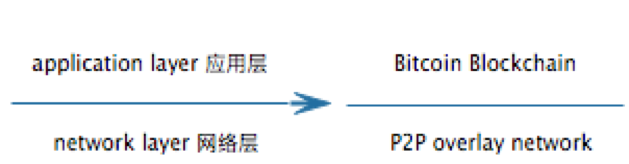 application layer 应用层
Bitcoin Blockchain
network layer 网络层
P2P overlay network